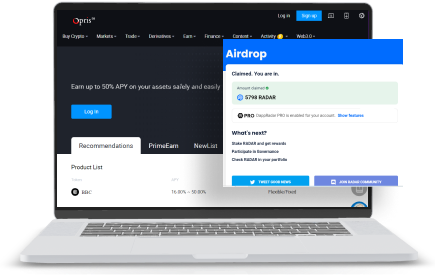 Opris
Log in
Sign up
Buy Crypto
Markets
Trade
Derivatives
Earn
Finance
Content
Activity
Web3.0
Earn up to 50% APY on your assets safely and easily
Log In
Recommendations
PrimeEarn
NewList
Product List
BBC
16.00% ~ 50.00%
Flexible/Fixed
Airdrop
Claimed. You are in.
Amount claimed
5798 RADAR
PRO
DappRadar PRO is enabled for your account
Show features
What's next?
Stake RADAR and get rewards
Participate in Governance
Check RADAR in your portfolio
TWEET GOOD NEWS
JOIN RADAR COMMUNITY